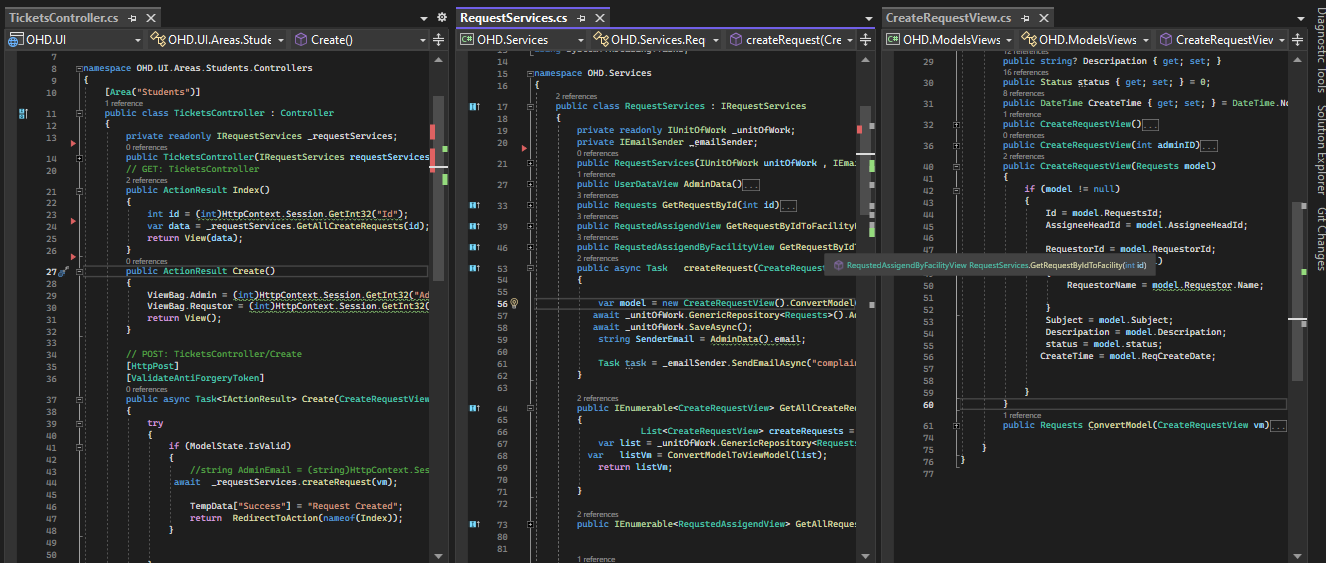 TicketsController.cs
OHD.UI
OHD.UI.Areas.Stude
Create()
7
8 namespace OHD.UI.Areas.Students.Controllers
9 {
10 [Area("Students")]
1 reference
11 public class TicketsController : Controller
12 {
13 private readonly IRequestServices _requestServices;
0 references
14 public TicketsController(IRequestServices requestServices
20 // GET: TicketsController
2 references
21 public ActionResult Index()
22 {
23 int id = (int)HttpContext.Session.GetInt32("Id");
24 var data = _requestServices.GetAllCreateRequests(id);
25 return View(data);
26 }
0 references
27 public ActionResult Create()
28 {
29 ViewBag.Admin = (int)HttpContext.Session.GetInt32("Ad
30 ViewBag.Requstor = (int)HttpContext.Session.GetInt32(
31 return View();
32 }
33
34 // POST: TicketsController/Create
35 [HttpPost]
36 [ValidateAntiForgeryToken]
0 references
37 public async Task<IActionResult> Create(CreateRequestView
38 {
39 try
40 {
41 if (ModelState.IsValid)
42 {
43 //string AdminEmail = (string)HttpContext.Ses
44 await _requestServices.createRequest(vm);
45
46 TempData["Success"] = "Request Created";
47 return RedirectToAction(nameof(Index));
48 }
49
50
RequestServices.cs
OHD.Services
OHD.Services.Req
createRequest(Cre
14
15 namespace OHD.Services
16 {
2 references
17 public class RequestServices : IRequestServices
18 {
19 private readonly IUnitOfWork _unitOfWork;
20 private IEmailSender _emailSender;
0 references
21 public RequestServices(IUnitOfWork unitOfWork , IEma
1 reference
27 public UserDataView AdminData()...
3 references
33 public Requests GetRequestById(int id)...
3 references
39 public RequstedAssigendView GetRequestByIdToFacility
3 references
46 public RequstedAssigendByFacilityView GetRequestByIdT
2 references
53 public async Task createRequest(CreateRequest
54 {
55
56 var model = new CreateRequestView().ConvertModel(
57 await _unitOfWork.GenericRepository<Requests>().Ad
58 await _unitOfWork.SaveAsync();
59 string SenderEmail = AdminData().email;
60
61 Task task = _emailSender.SendEmailAsync("complai
62 }
63
2 references
64 public IEnumerable<CreateRequestView> GetAllCreateReq
65 {
66 List<CreateRequestView> createRequests =
67 var list = _unitOfWork.GenericRepository<Requests
68 var listVm = ConvertModelToViewModel(list);
69 return listVm;
70
71 }
72
2 references
73 public IEnumerable<RequstedAssigendView> GetAllReques
80
81
1 reference
RequstedAssigendByFacilityView RequestServices.GetRequestByIdToFacility(int id)
CreateRequestView.cs
OHD.ModelsViews
OHD.ModelsViews
CreateRequestView
12 references
29 public string? Descripation { get; set; }
16 references
30 public Status status { get; set; } = 0;
8 references
31 public DateTime CreateTime { get; set; } = DateTime.No
1 reference
32 public CreateRequestView()...
0 references
36 public CreateRequestView(int adminID)...
2 references
40 public CreateRequestView(Requests model)
41 {
42 if (model != null)
43 {
44 Id = model.RequestsId;
45 AssigneeHeadId = model.AssigneeHeadId;
RequestorId = model.RequestorId;
50 RequestorName = model.Requestor.Name;
51
52 }
53 Subject = model.Subject;
54 Descripation = model.Descripation;
55 status = model.status;
56 CreateTime = model.ReqCreateDate;
57
58
59 }
60 }
1 reference
61 public Requests ConvertModel(CreateRequestView vm)...
74
75 }
76 }
77
Diagnostic Tools
Solution Explorer
Git Changes